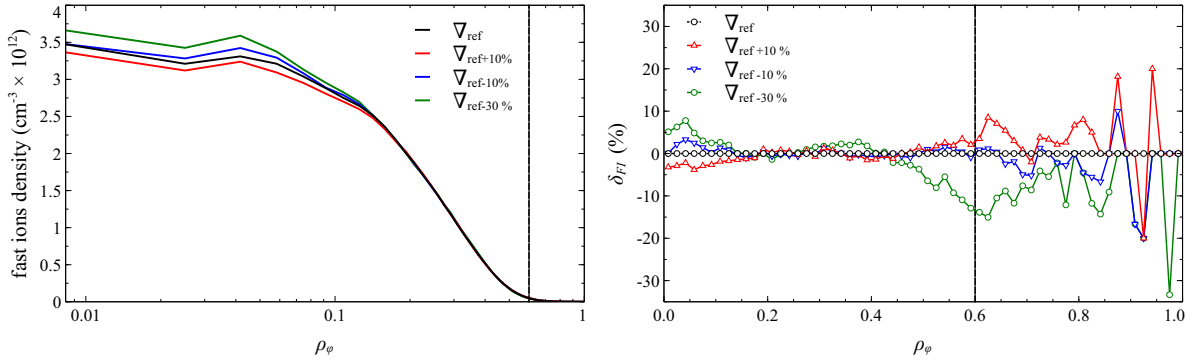 fast ions density (cm⁻³ × 10¹²)
4
3.5
3
2.5
2
1.5
1
0.5
0
0.01
0.1
1
ρφ
∇ref
∇ref+10%
∇ref-10%
∇ref-30 %
δFI (%)
30
20
10
0
-10
-20
-30
0.0
0.2
0.4
0.6
0.8
1.0
ρφ
∇ref
∇ref +10 %
∇ref -10 %
∇ref -30 %